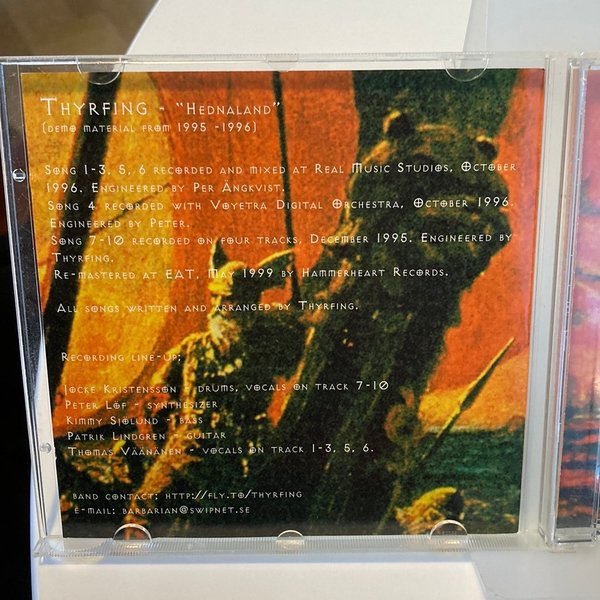 Thyrfing - "Hednaland"
(demo material from 1995 -1996)
Song 1-3, 5, 6 recorded and mixed at Real Music Studios, October
1996. Engineered by Per Angkvist.
Song 4 recorded with Voyetra Digital Orchestra, October 1996.
Engineered by Peter.
Song 7-10 recorded on four tracks, December 1995. Engineered by
Thyrfing.
Re-mastered at EAT, May 1999 by Hammerheart Records.
All songs written and arranged by Thyrfing.
Recording line-up:
Jocke Kristensson - drums, vocals on track 7-10
Peter Löf - synthesizer
Kimmy Sjölund - bass
Patrik Lindgren - guitar
Thomas Väänänen - vocals on track 1-3, 5, 6.
band contact: http://fly.to/thyrfing
e-mail: barbarian@swipnet.se